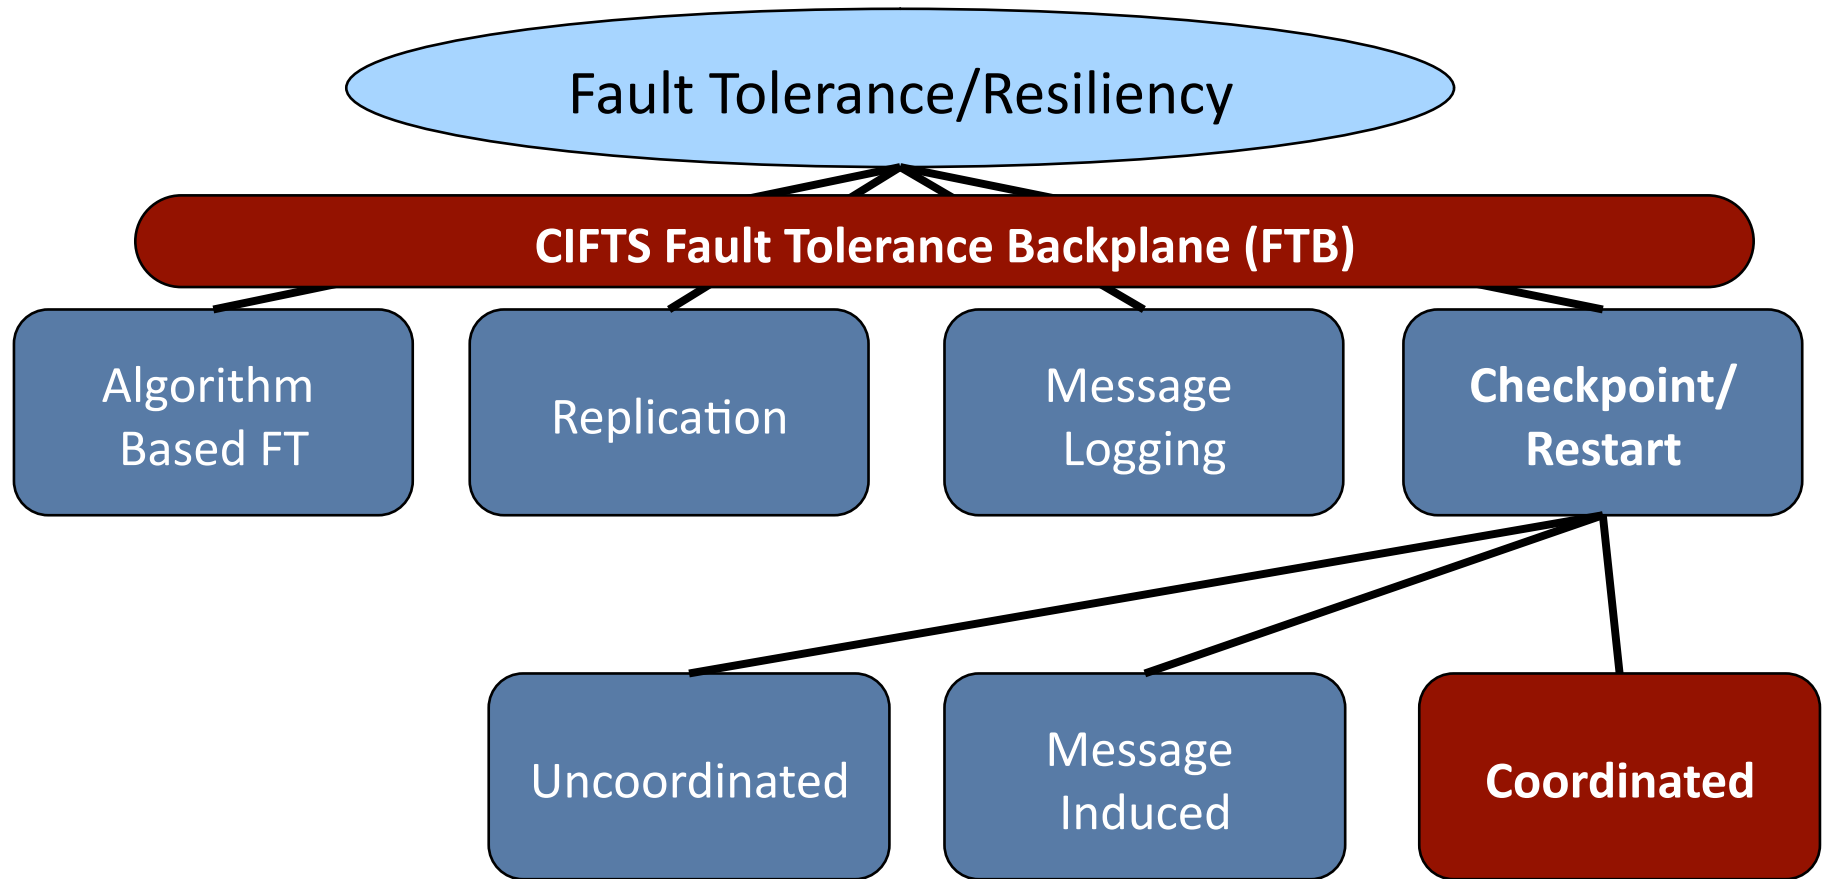 Fault Tolerance/Resiliency
CIFTS Fault Tolerance Backplane (FTB)
Algorithm
Based FT
Replication
Message
Logging
Checkpoint/
Restart
Uncoordinated
Message
Induced
Coordinated